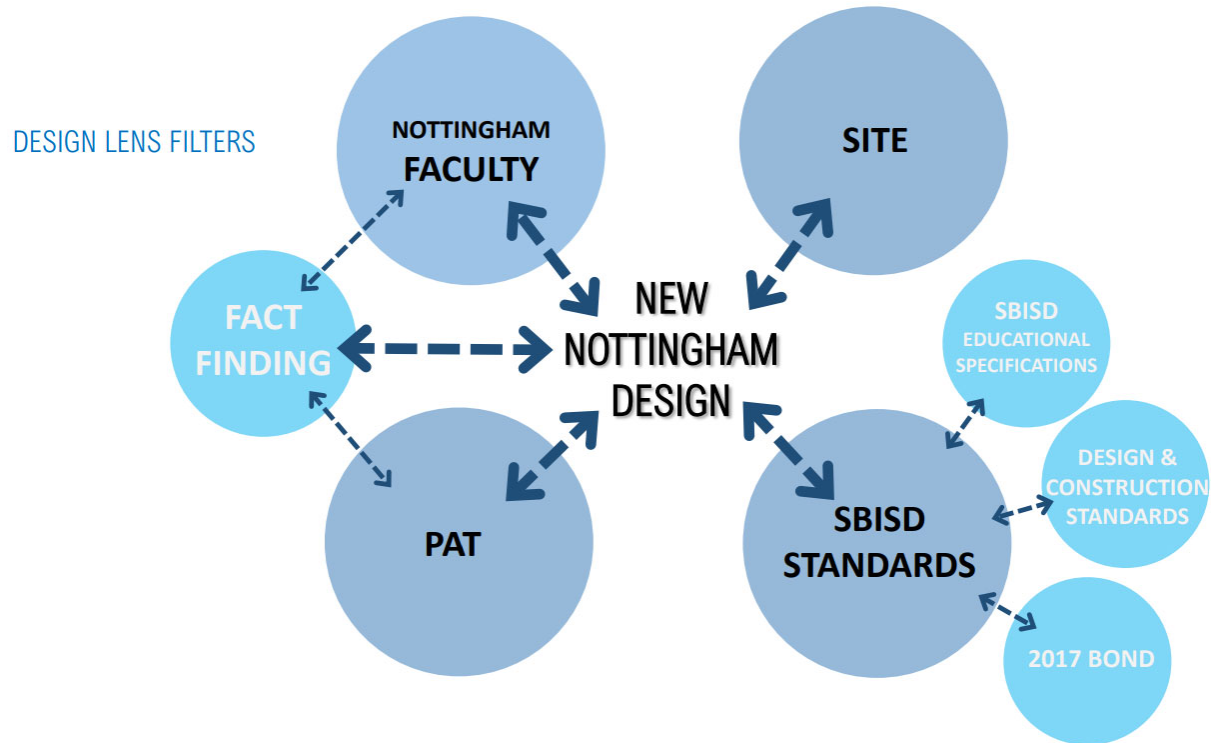 DESIGN LENS FILTERS
NOTTINGHAM
FACULTY
SITE
FACT
FINDING
NEW
NOTTINGHAM
DESIGN
SBISD
EDUCATIONAL
SPECIFICATIONS
DESIGN &
CONSTRUCTION
STANDARDS
PAT
SBISD
STANDARDS
2017 BOND